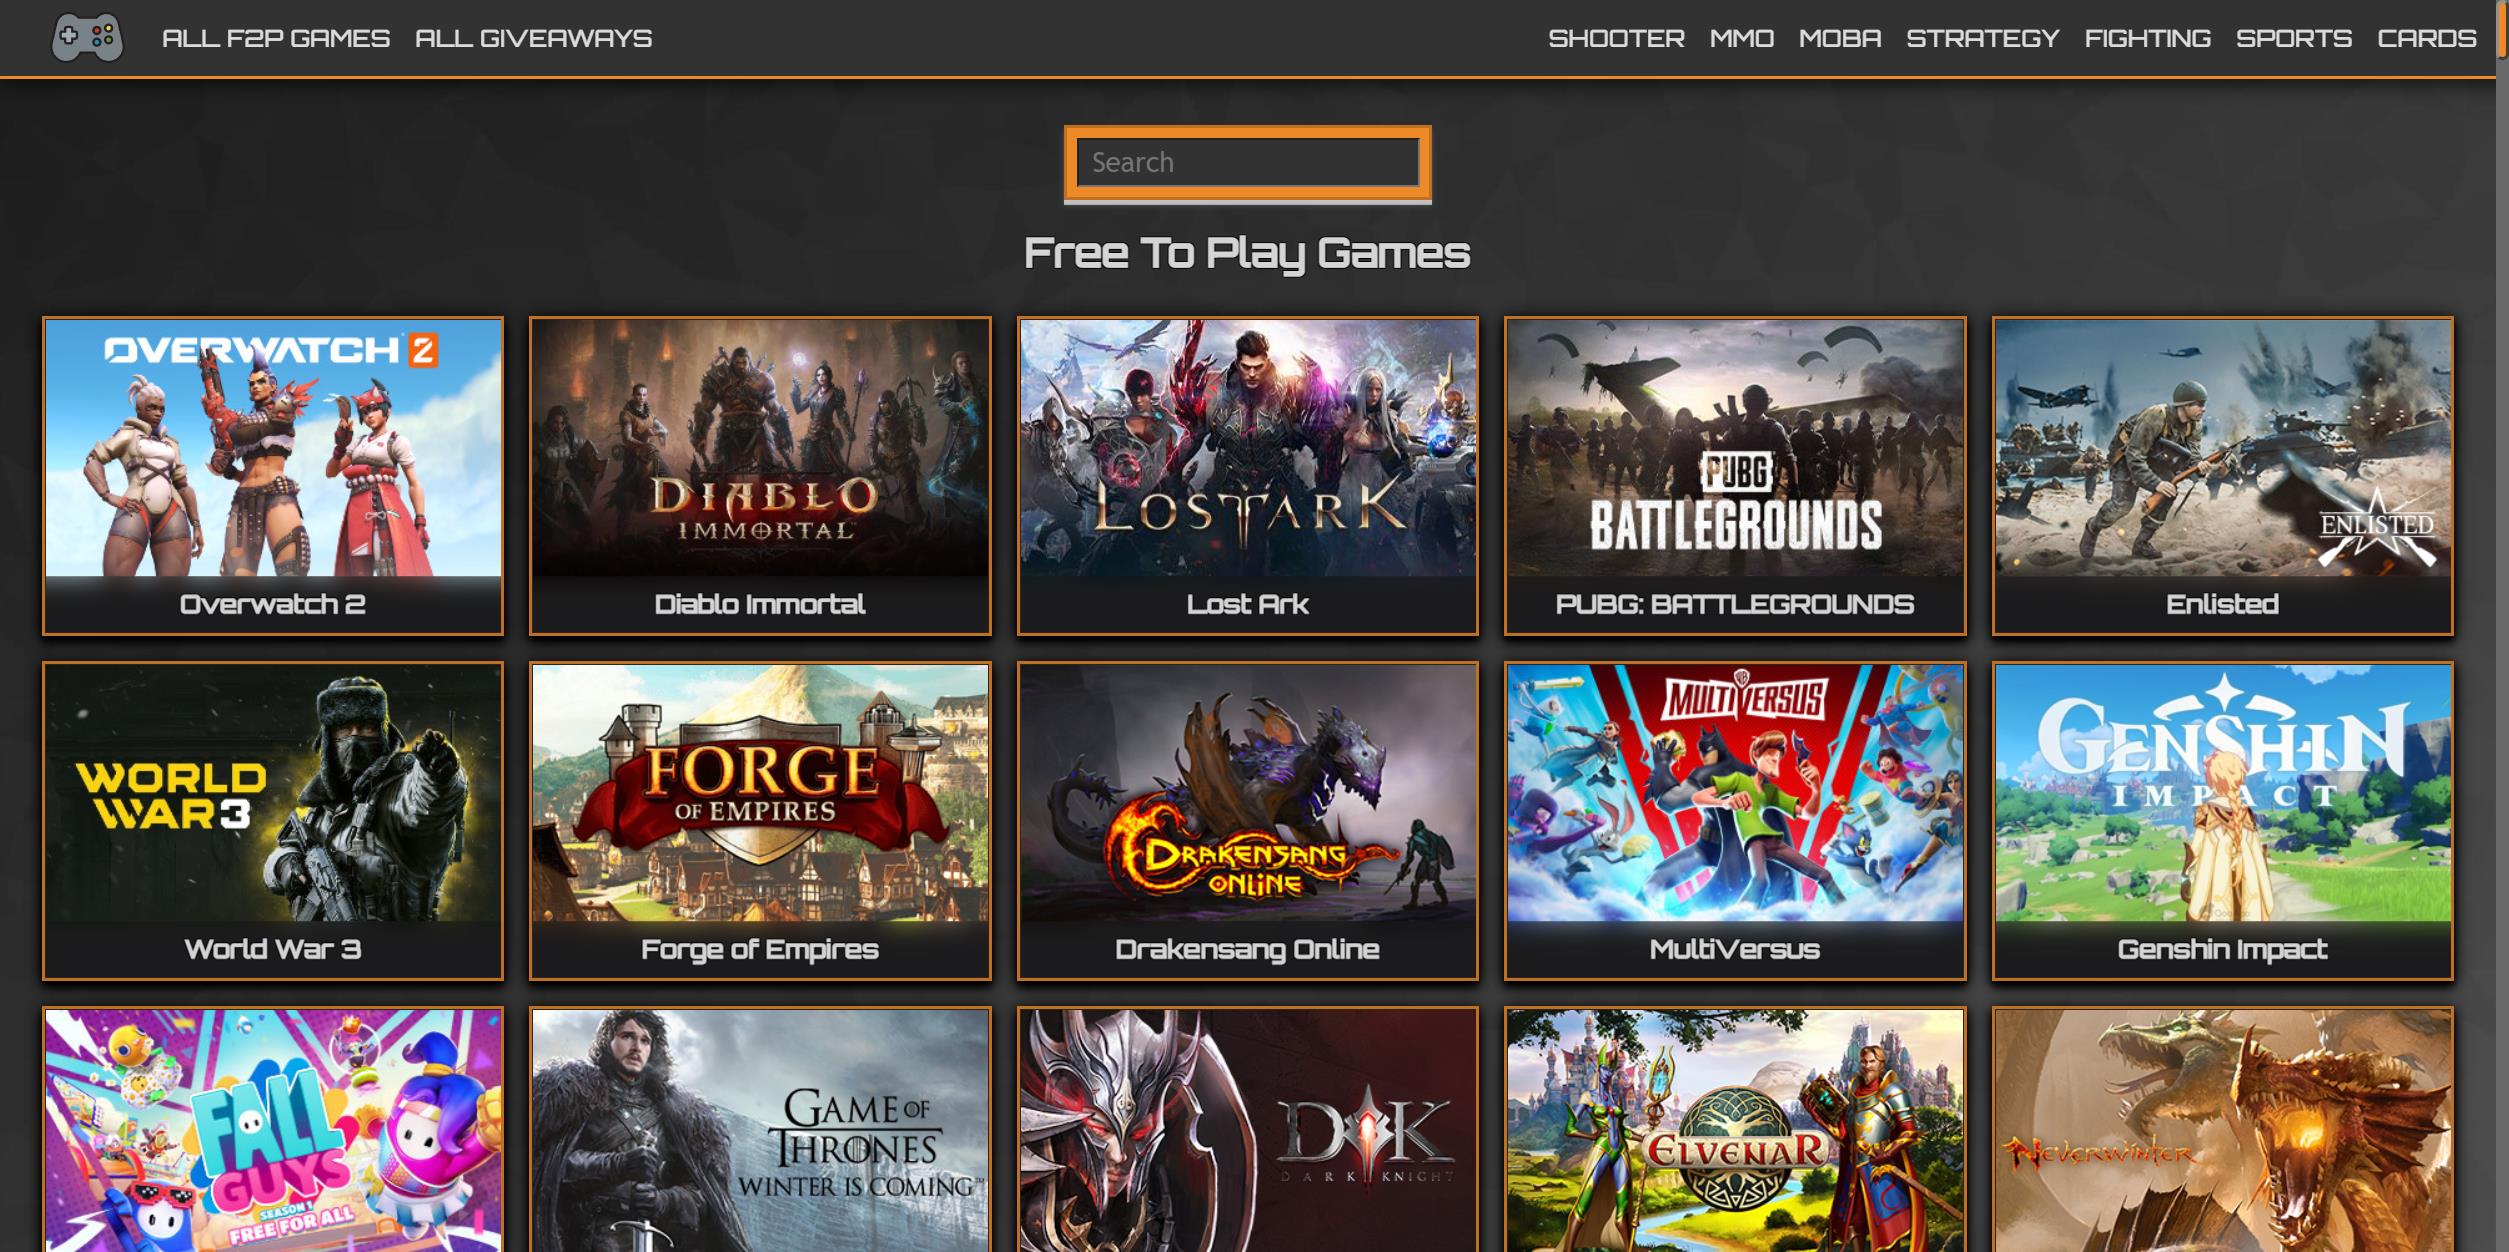 ALL F2P GAMES ALL GIVEAWAYS SHOOTER MMO MOBA STRATEGY FIGHTING SPORTS CARDS
Search
Free To Play Games
OVERWATCH 2
Overwatch 2
DIABLO
IMMORTAL
Diablo Immortal
LOST ARK
Lost Ark
PUBG
BATTLEGROUNDS
PUBG: BATTLEGROUNDS
ENLISTED
Enlisted
WORLD
WAR 3
World War 3
FORGE
OF EMPIRES
Forge of Empires
DRAKENSANG
ONLINE
Drakensang Online
MULTIVERSUS
MultiVersus
GENSHIN
IMPACT
Genshin Impact
FALL
GUYS
SEASON 1
FREE FOR ALL
GAME OF
THRONES
WINTER IS COMING™
DK
DARK KNIGHT
ELVENAR
NEVERWINTER